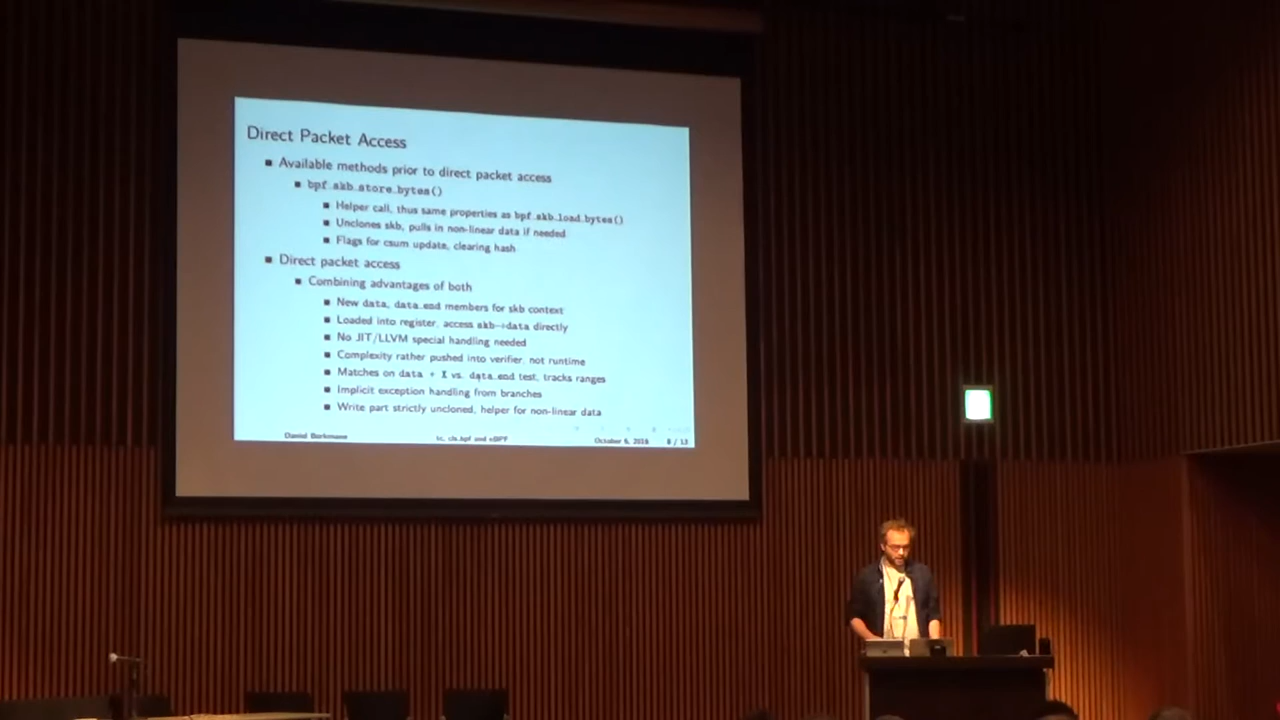 Direct Packet Access
■ Available methods prior to direct packet access
■ bpf_skb_store_bytes()
■ Helper call, thus same properties as bpf_skb_load_bytes()
■ Unclones skb, pulls in non-linear data if needed
■ Flags for csum update, clearing hash
■ Direct packet access
■ Combining advantages of both
■ New data, data_end members for skb context
■ Loaded into register, access skb→data directly
■ No JIT/LLVM special handling needed
■ Complexity rather pushed into verifier, not runtime
■ Matches on data + X vs. data_end test, tracks ranges
■ Implicit exception handling from branches
■ Write part strictly uncloned, helper for non-linear data
Daniel Borkmann tc, cls_bpf and eBPF October 6, 2016 8 / 13